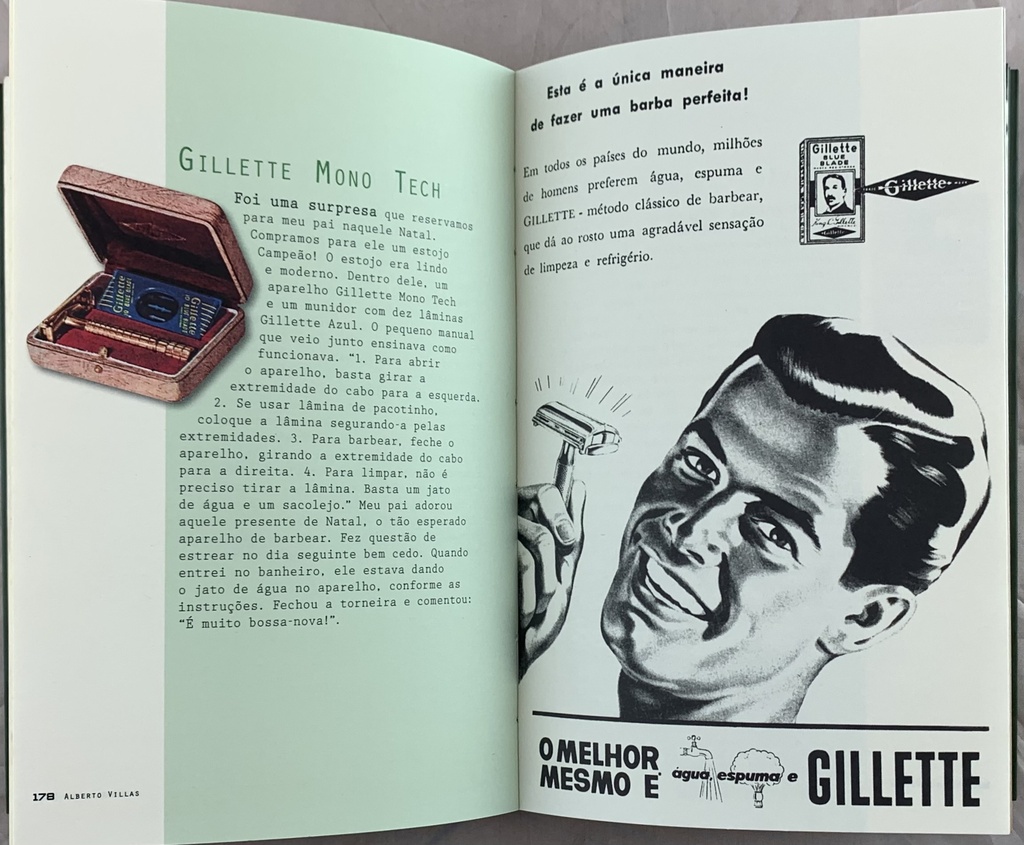 GILLETTE MONO TECH
Foi uma surpresa que reservamos
para meu pai naquele Natal.
Compramos para ele um estojo
Campeão! O estojo era lindo
e moderno. Dentro dele, um
aparelho Gillette Mono Tech
e um munidor com dez lâminas
Gillette Azul. O pequeno manual
que veio junto ensinava como
funcionava. “1. Para abrir
o aparelho, basta girar a
extremidade do cabo para a esquerda.
2. Se usar lâmina de pacotinho,
coloque a lâmina segurando-a pelas
extremidades. 3. Para barbear, feche o
aparelho, girando a extremidade do cabo
para a direita. 4. Para limpar, não é
preciso tirar a lâmina. Basta um jato
de água e um sacolejo.” Meu pai adorou
aquele presente de Natal, o tão esperado
aparelho de barbear. Fez questão de
estrear no dia seguinte bem cedo. Quando
entrei no banheiro, ele estava dando
o jato de água no aparelho, conforme as
instruções. Fechou a torneira e comentou:
“É muito bossa-nova!”.
Gillette
Gillette
178 ALBERTO VILLAS
Esta é a única maneira
de fazer uma barba perfeita!
Em todos os países do mundo, milhões
de homens preferem água, espuma e
GILLETTE - método clássico de barbear,
que dá ao rosto uma agradável sensação
de limpeza e refrigério.
Gillette
BLUE
BLADE
Gillette
Gillette
O MELHOR
MESMO É
água, espuma e
GILLETTE